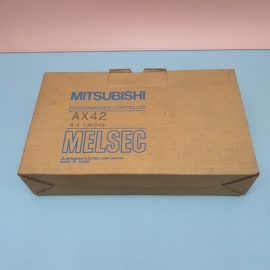 MITSUBISHI
PROGRAMMABLE CONTROLLER
AX42
MELSEC
MITSUBISHI ELECTRIC CORPORATION
MADE IN JAPAN